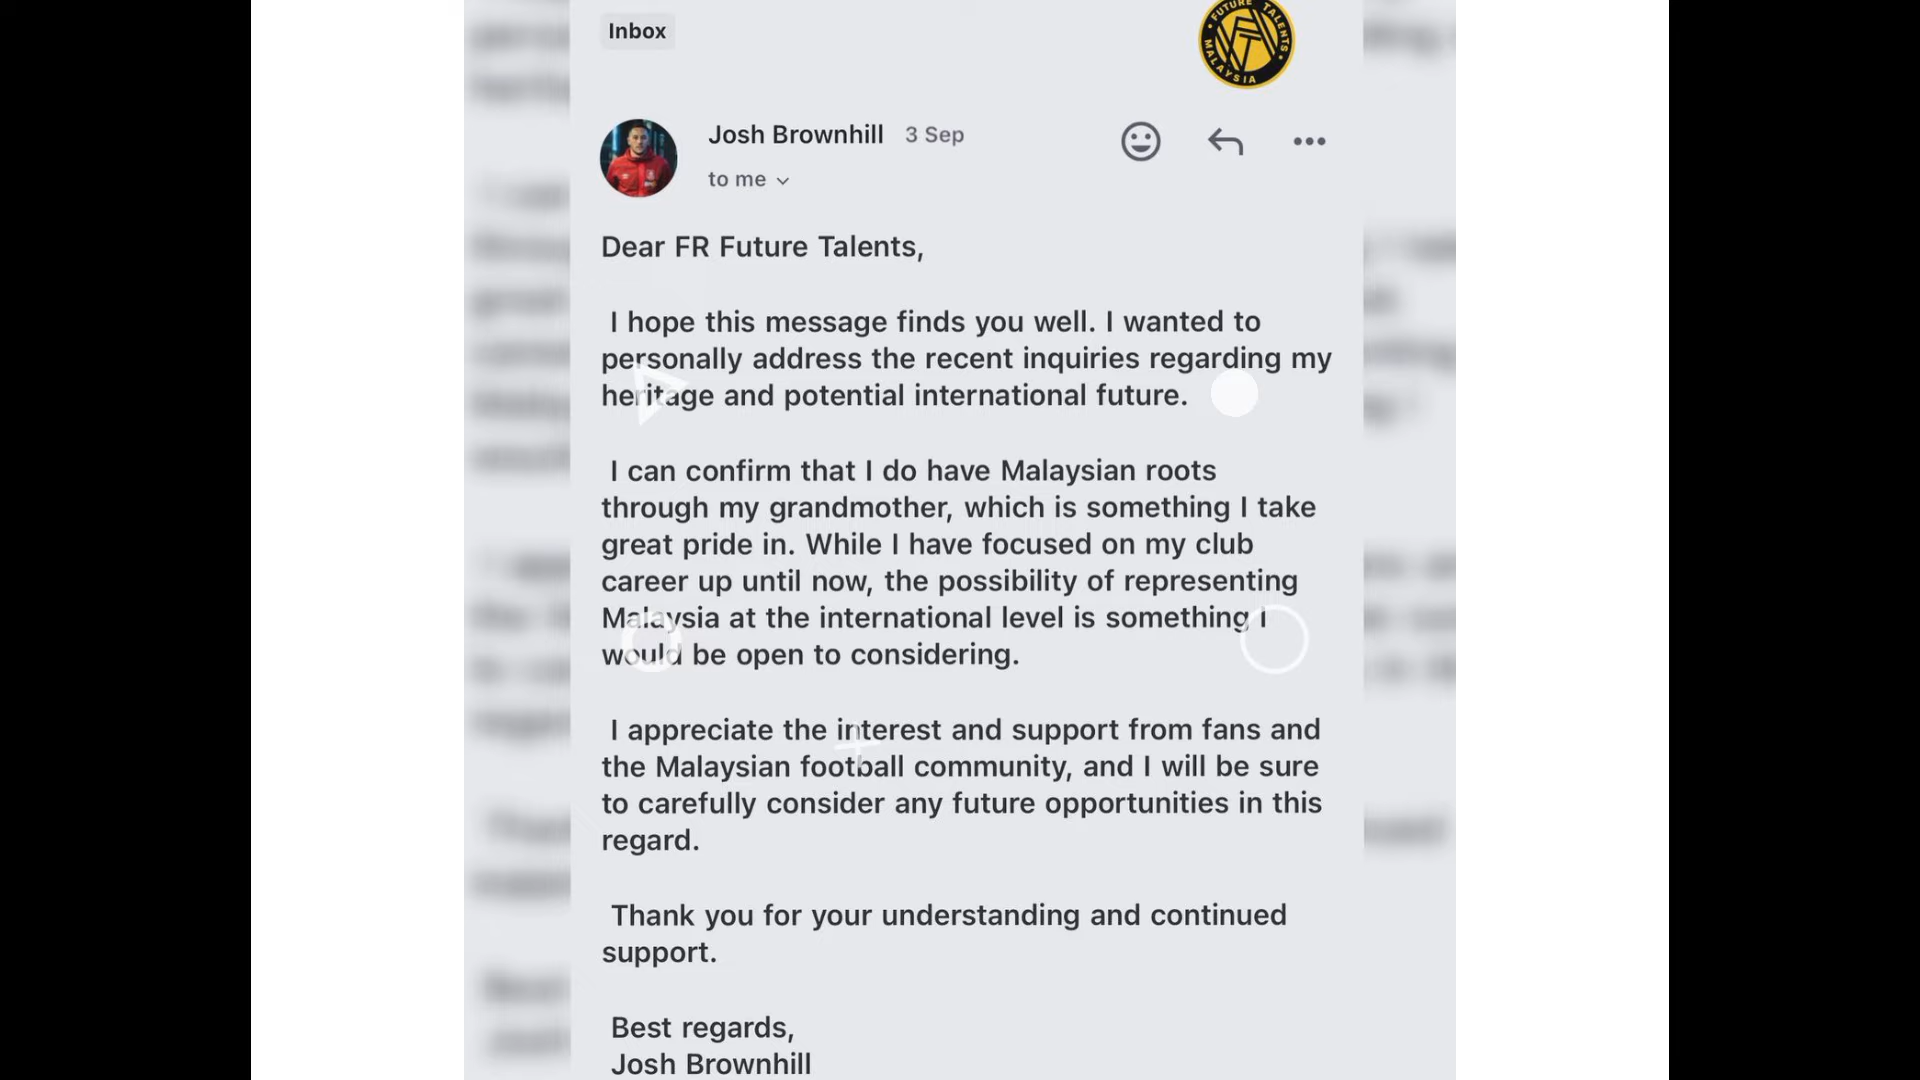 Inbox
FUTURE TALENTS
MALAYSIA
Josh Brownhill 3 Sep
to me
Dear FR Future Talents,
I hope this message finds you well. I wanted to
personally address the recent inquiries regarding my
heritage and potential international future.
I can confirm that I do have Malaysian roots
through my grandmother, which is something I take
great pride in. While I have focused on my club
career up until now, the possibility of representing
Malaysia at the international level is something I
would be open to considering.
I appreciate the interest and support from fans and
the Malaysian football community, and I will be sure
to carefully consider any future opportunities in this
regard.
Thank you for your understanding and continued
support.
Best regards,
Josh Brownhill